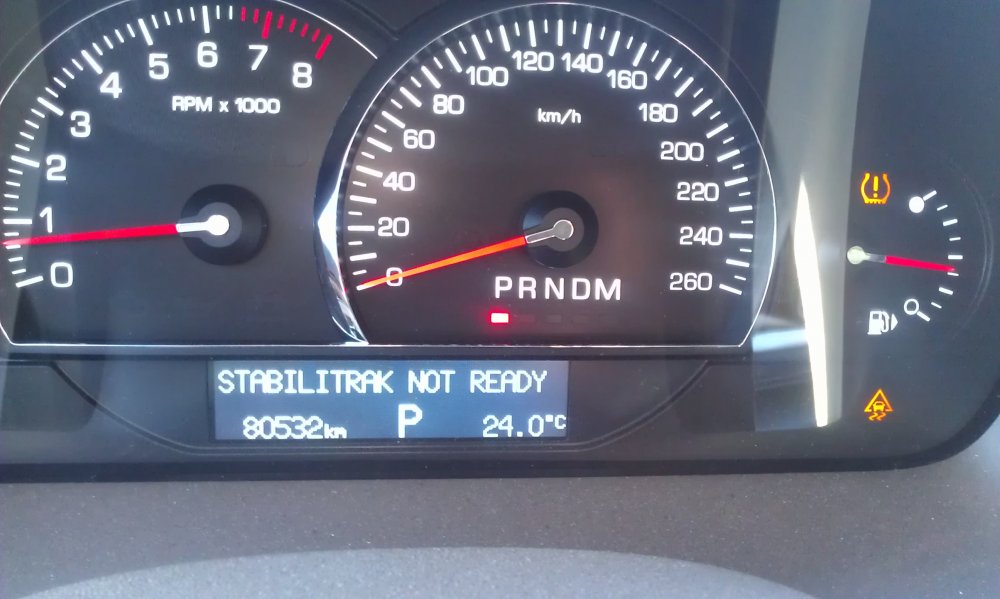 0 1 2 3 4 5 6 7 8
RPM x 1000
0 20 40 60 80 100 120 140 160 180 200 220 240 260
km/h
PRNDM
STABILITRAK NOT READY
80532km P 24.0°C